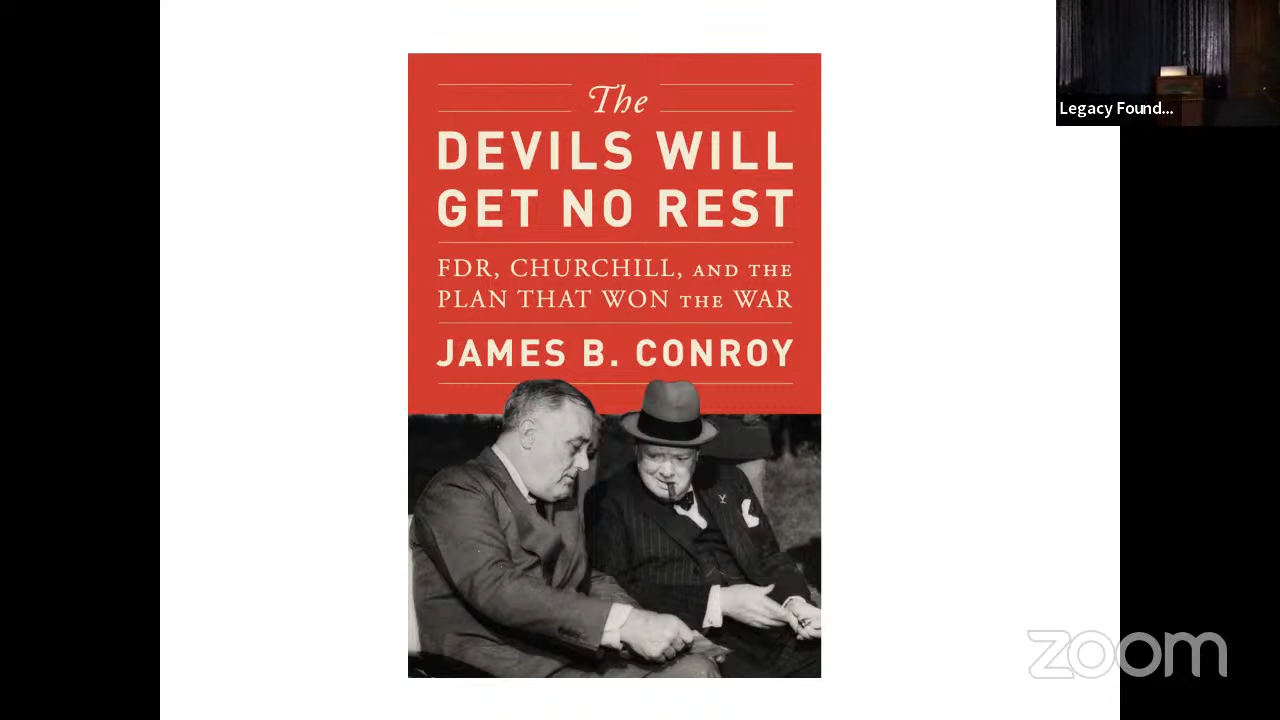 The
DEVILS WILL
GET NO REST
FDR, CHURCHILL, AND THE
PLAN THAT WON THE WAR
JAMES B. CONROY
Legacy Found...
zoom